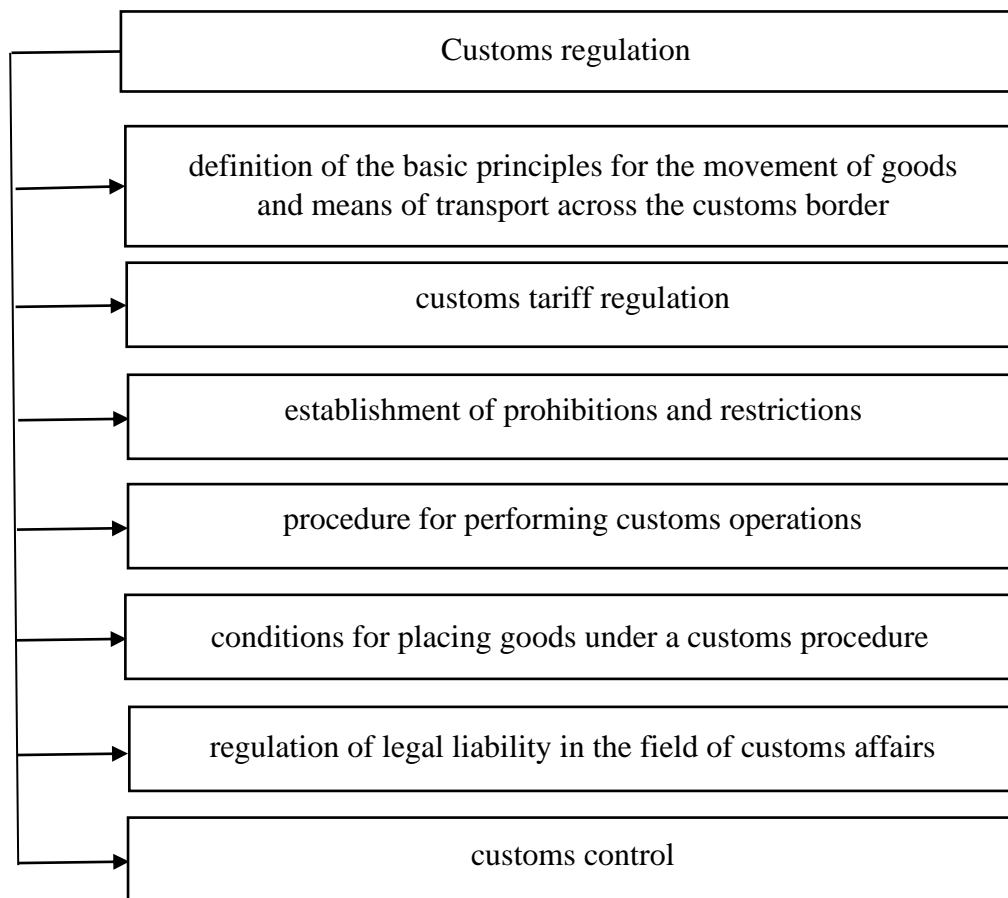 Customs regulation
definition of the basic principles for the movement of goods
and means of transport across the customs border
customs tariff regulation
establishment of prohibitions and restrictions
procedure for performing customs operations
conditions for placing goods under a customs procedure
regulation of legal liability in the field of customs affairs
customs control